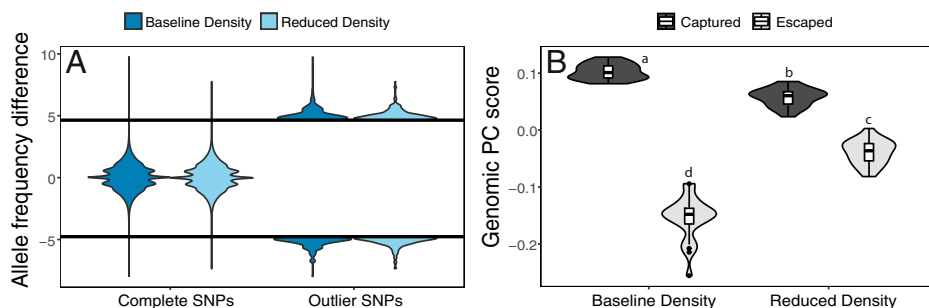 Baseline Density Reduced Density
Captured Escaped
A
Allele frequency difference
10
5
0
−5
Complete SNPs Outlier SNPs
B
Genomic PC score
0.1
0.0
−0.1
−0.2
a
b
c
d
Baseline Density Reduced Density